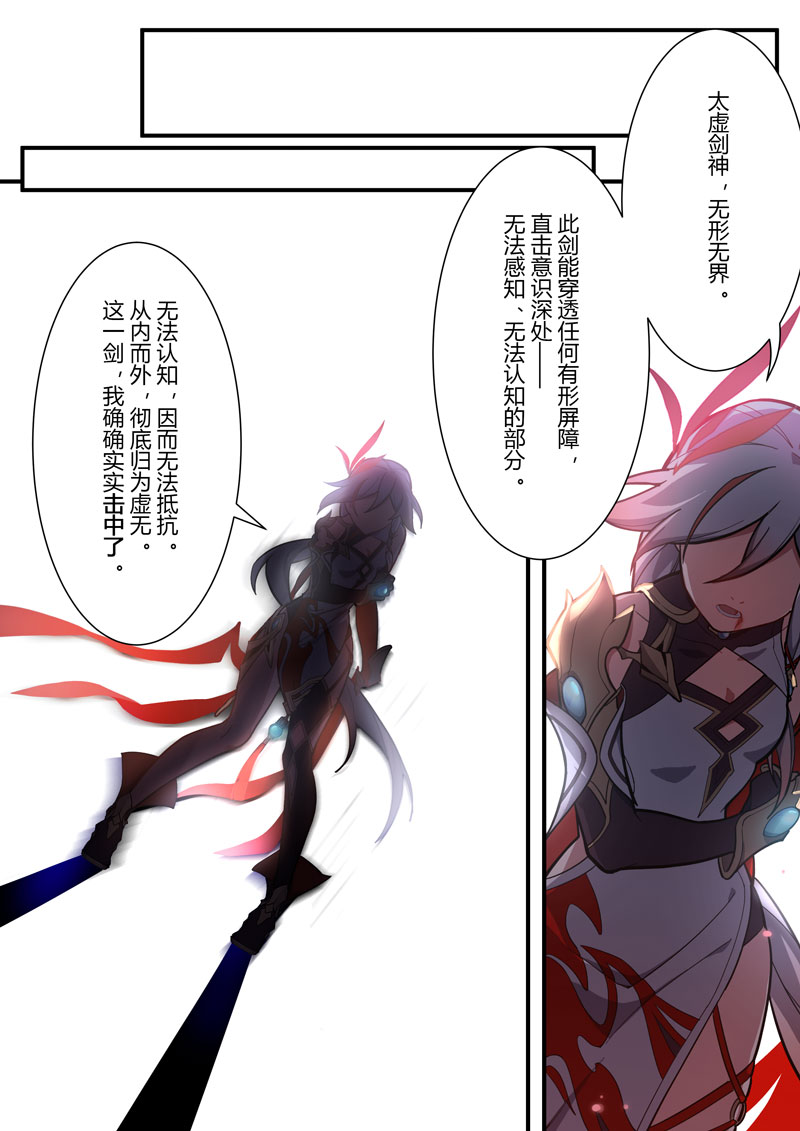 太虚剑神，无形无界。
此剑能穿透任何有形屏障，
直击意识深处——
无法感知、无法认知的部分。
无法认知，因而无法抵抗。
从内而外，彻底归为虚无。
这一剑，我确确实实击中了。